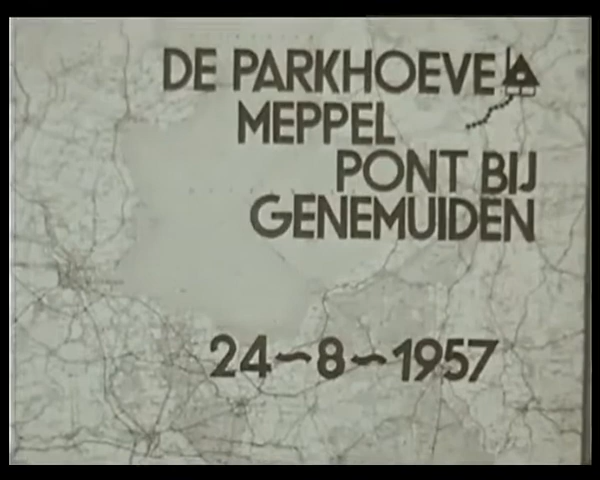 DE PARKHOEVE
MEPPEL
PONT BIJ
GENEMUIDEN
24-8-1957